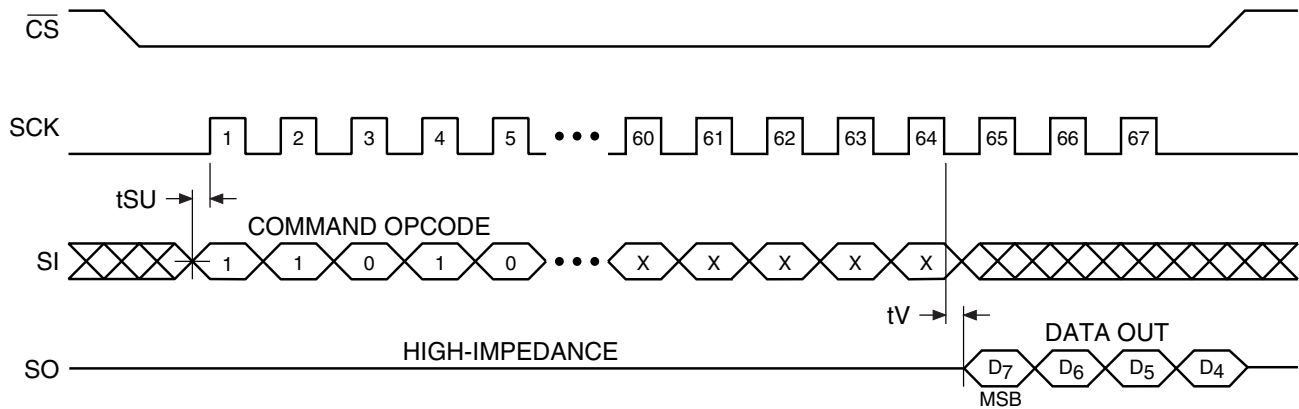 CS
SCK 1 2 3 4 5 ••• 60 61 62 63 64 65 66 67
tSU
COMMAND OPCODE
SI 1 1 0 1 0 ••• X X X X X
tV
HIGH-IMPEDANCE
DATA OUT
SO D7 D6 D5 D4
MSB